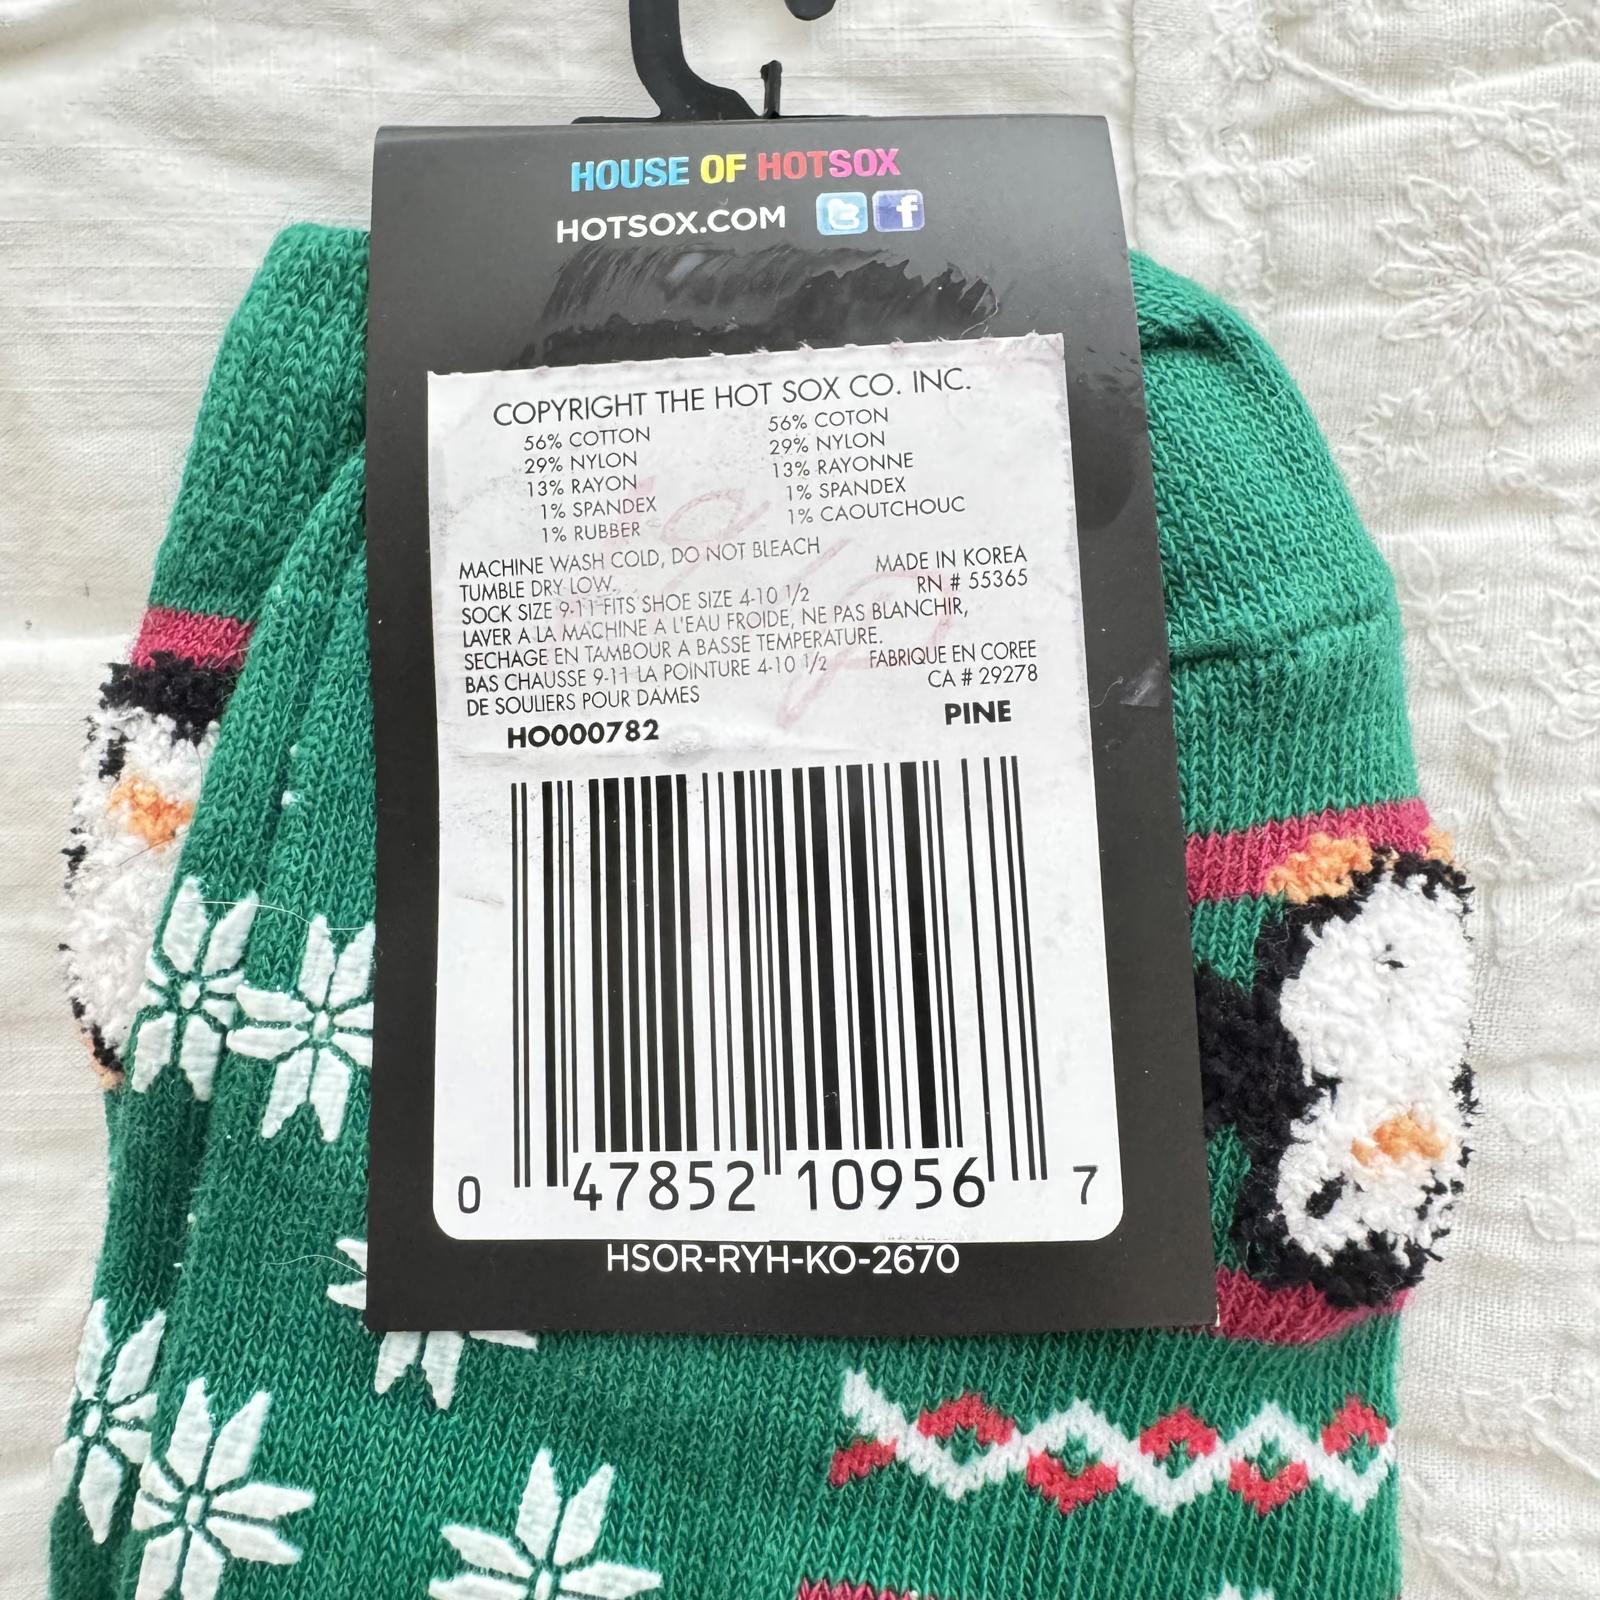 HOUSE OF HOTSOX
HOTSOX.COM
COPYRIGHT THE HOT SOX CO. INC.
56% COTTON
29% NYLON
13% RAYON
1% SPANDEX
1% RUBBER
56% COTON
29% NYLON
13% RAYONNE
1% SPANDEX
1% CAOUTCHOUC
MACHINE WASH COLD, DO NOT BLEACH
TUMBLE DRY LOW.
MADE IN KOREA
RN # 55365
SOCK SIZE 9-11 FITS SHOE SIZE 4-10 1/2
LAVER A LA MACHINE A L'EAU FROIDE, NE PAS BLANCHIR,
SECHAGE EN TAMBOUR A BASSE TEMPERATURE.
BAS CHAUSSE 9-11 LA POINTURE 4-10 1/2
DE SOULIERS POUR DAMES
FABRIQUE EN COREE
CA # 29278
HO000782
PINE
0 47852 10956 7
HSOR-RYH-KO-2670